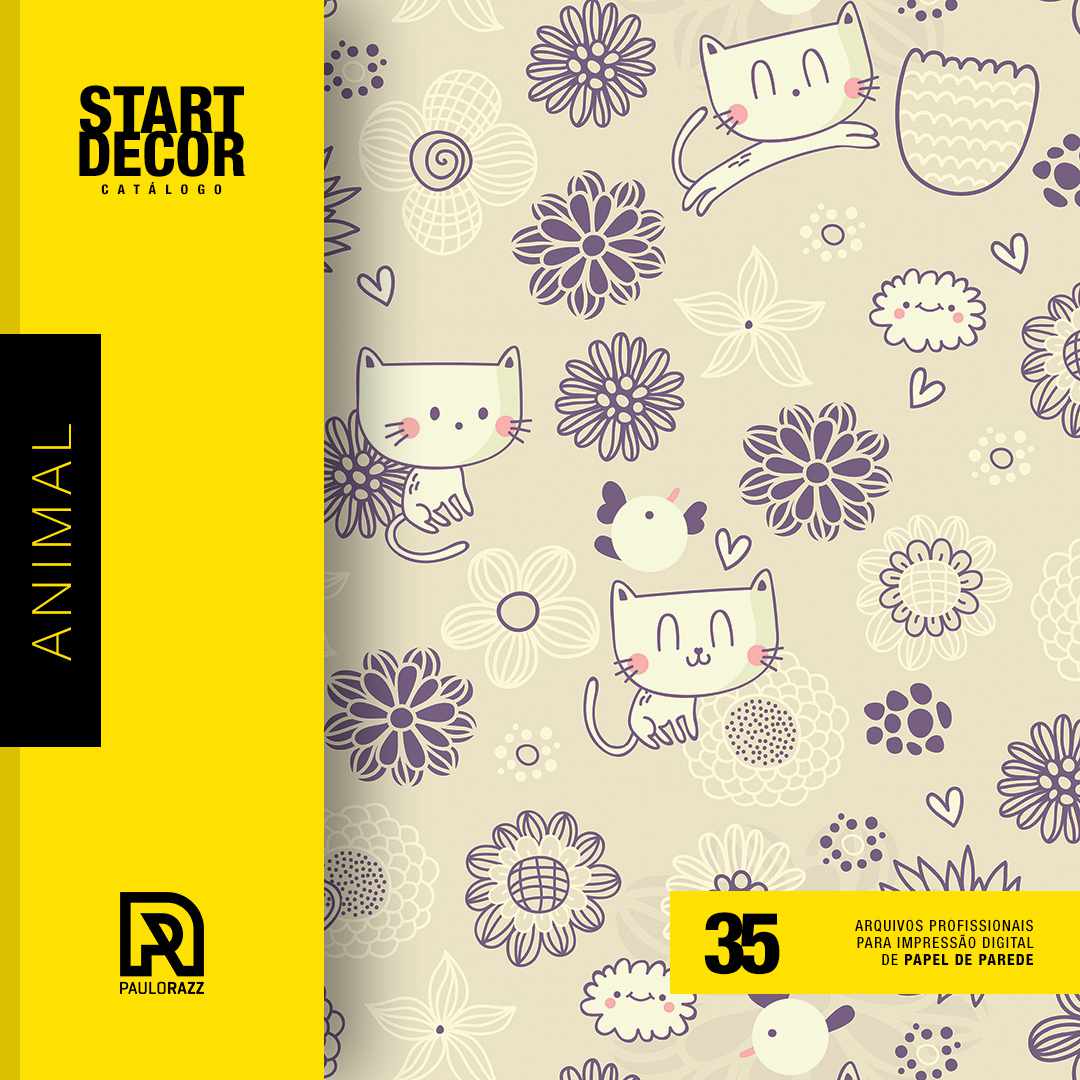 START
DECOR
CATÁLOGO
ANIMAL
PAULORAZZ
35
ARQUIVOS PROFISSIONAIS
PARA IMPRESSÃO DIGITAL
DE PAPEL DE PAREDE